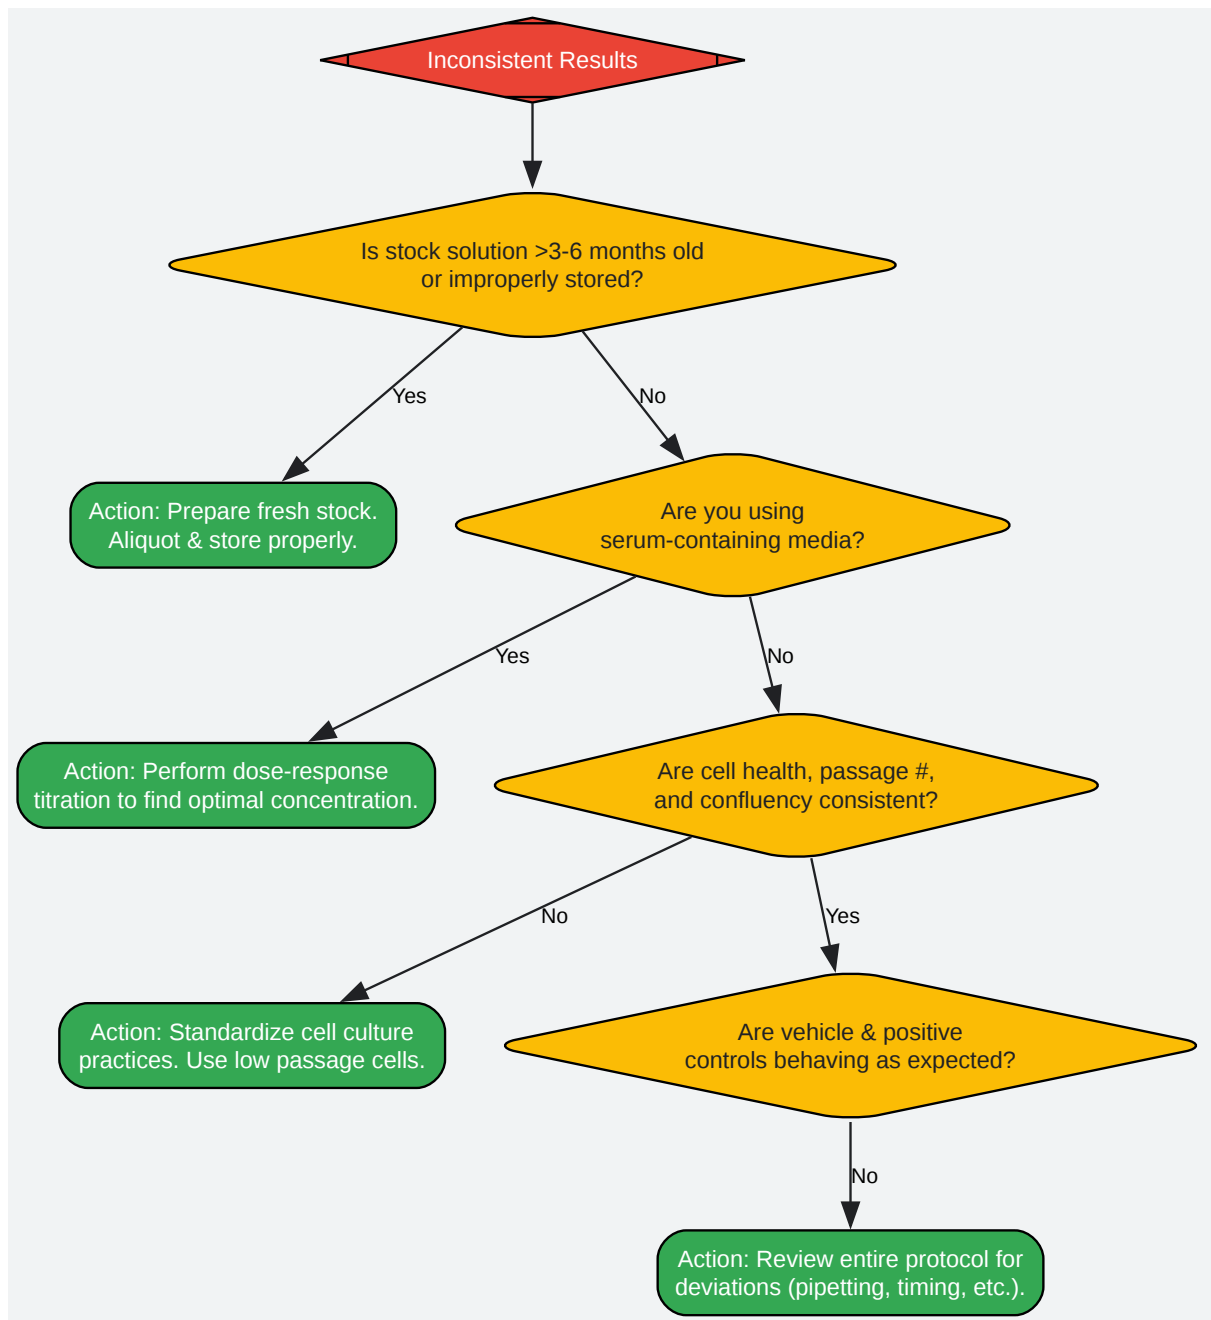 Inconsistent Results
Is stock solution >3-6 months old
or improperly stored?
Yes
No
Action: Prepare fresh stock.
Aliquot & store properly.
Are you using
serum-containing media?
Yes
No
Action: Perform dose-response
titration to find optimal concentration.
Are cell health, passage #,
and confluency consistent?
No
Yes
Action: Standardize cell culture
practices. Use low passage cells.
Are vehicle & positive
controls behaving as expected?
No
Action: Review entire protocol for
deviations (pipetting, timing, etc.).